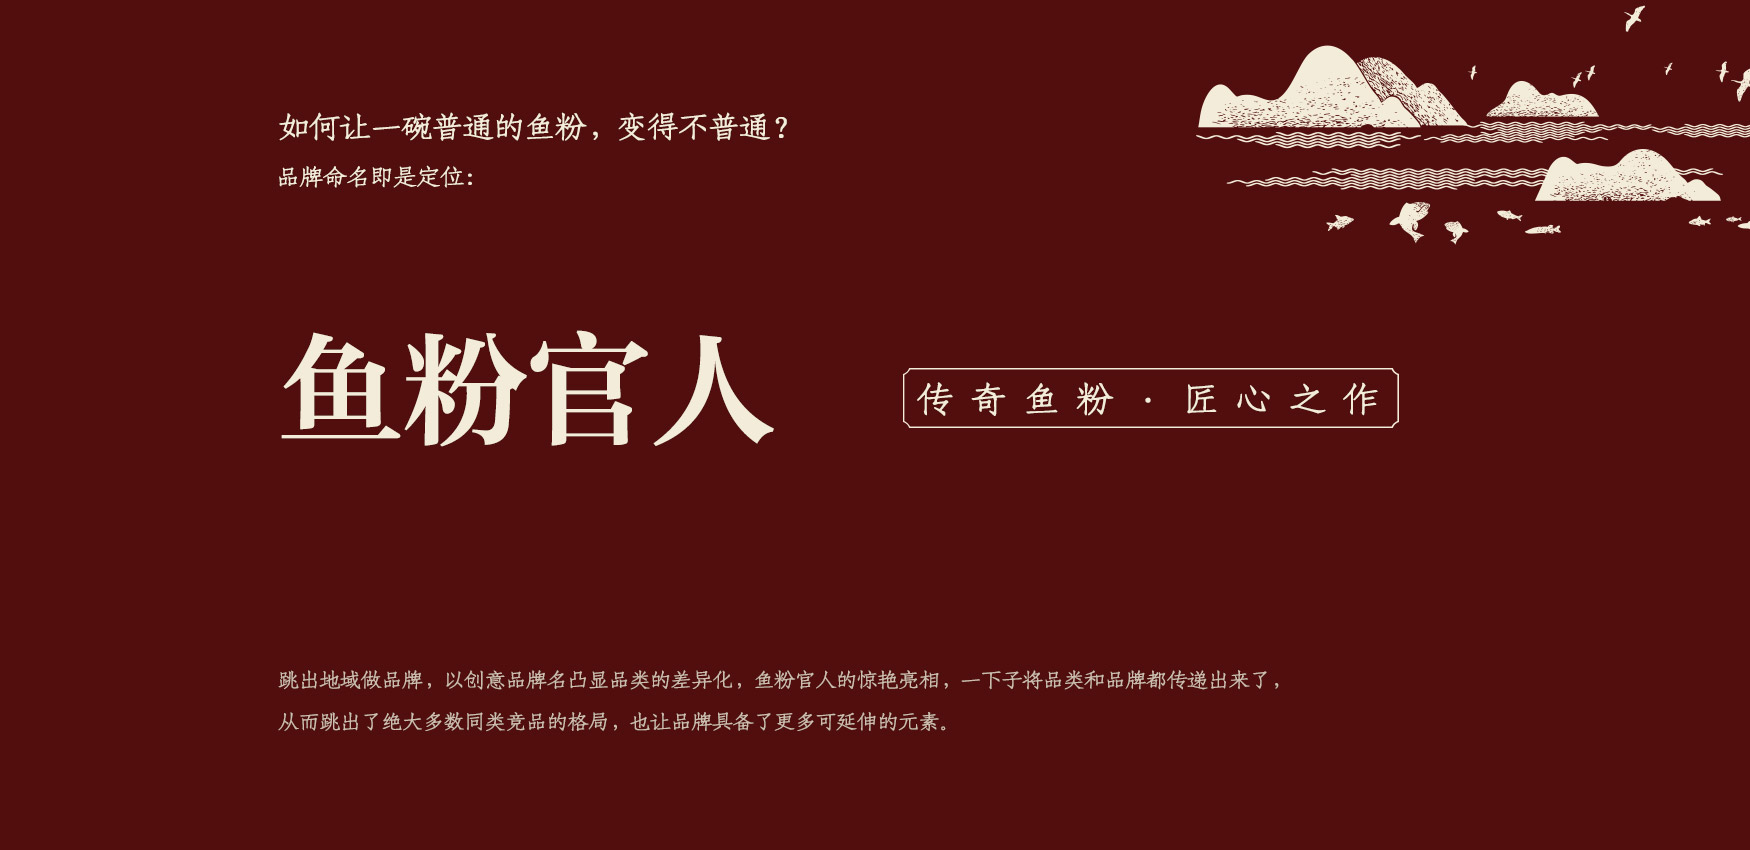 如何让一碗普通的鱼粉，变得不普通？
品牌命名即是定位：
鱼粉官人
传奇鱼粉·匠心之作
跳出地域做品牌，以创意品牌名凸显品类的差异化，鱼粉官人的惊艳亮相，一下子将品类和品牌都传递出来了，
从而跳出了绝大多数同类竞品的格局，也让品牌具备了更多可延伸的元素。